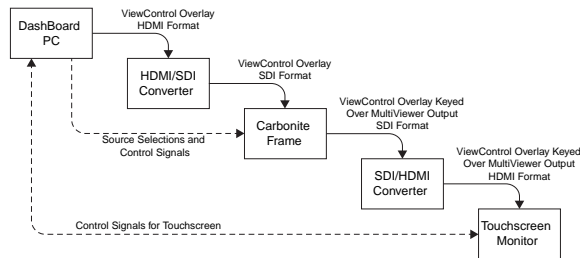 DashBoard
PC
ViewControl Overlay
HDMI Format
HDMI/SDI
Converter
ViewControl Overlay
SDI Format
Source Selections and
Control Signals
Carbonite
Frame
ViewControl Overlay Keyed
Over MultiViewer Output
SDI Format
SDI/HDMI
Converter
ViewControl Overlay Keyed
Over MultiViewer Output
HDMI Format
Control Signals for Touchscreen
Touchscreen
Monitor